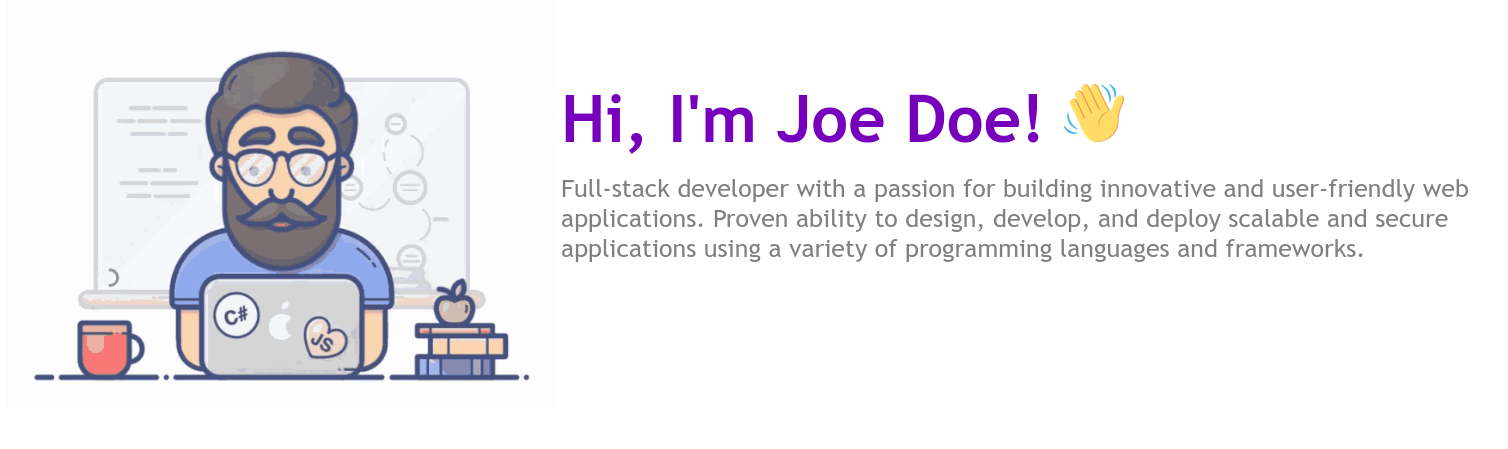 Hi, I'm Joe Doe! 👋
Full-stack developer with a passion for building innovative and user-friendly web
applications. Proven ability to design, develop, and deploy scalable and secure
applications using a variety of programming languages and frameworks.
C#
JS